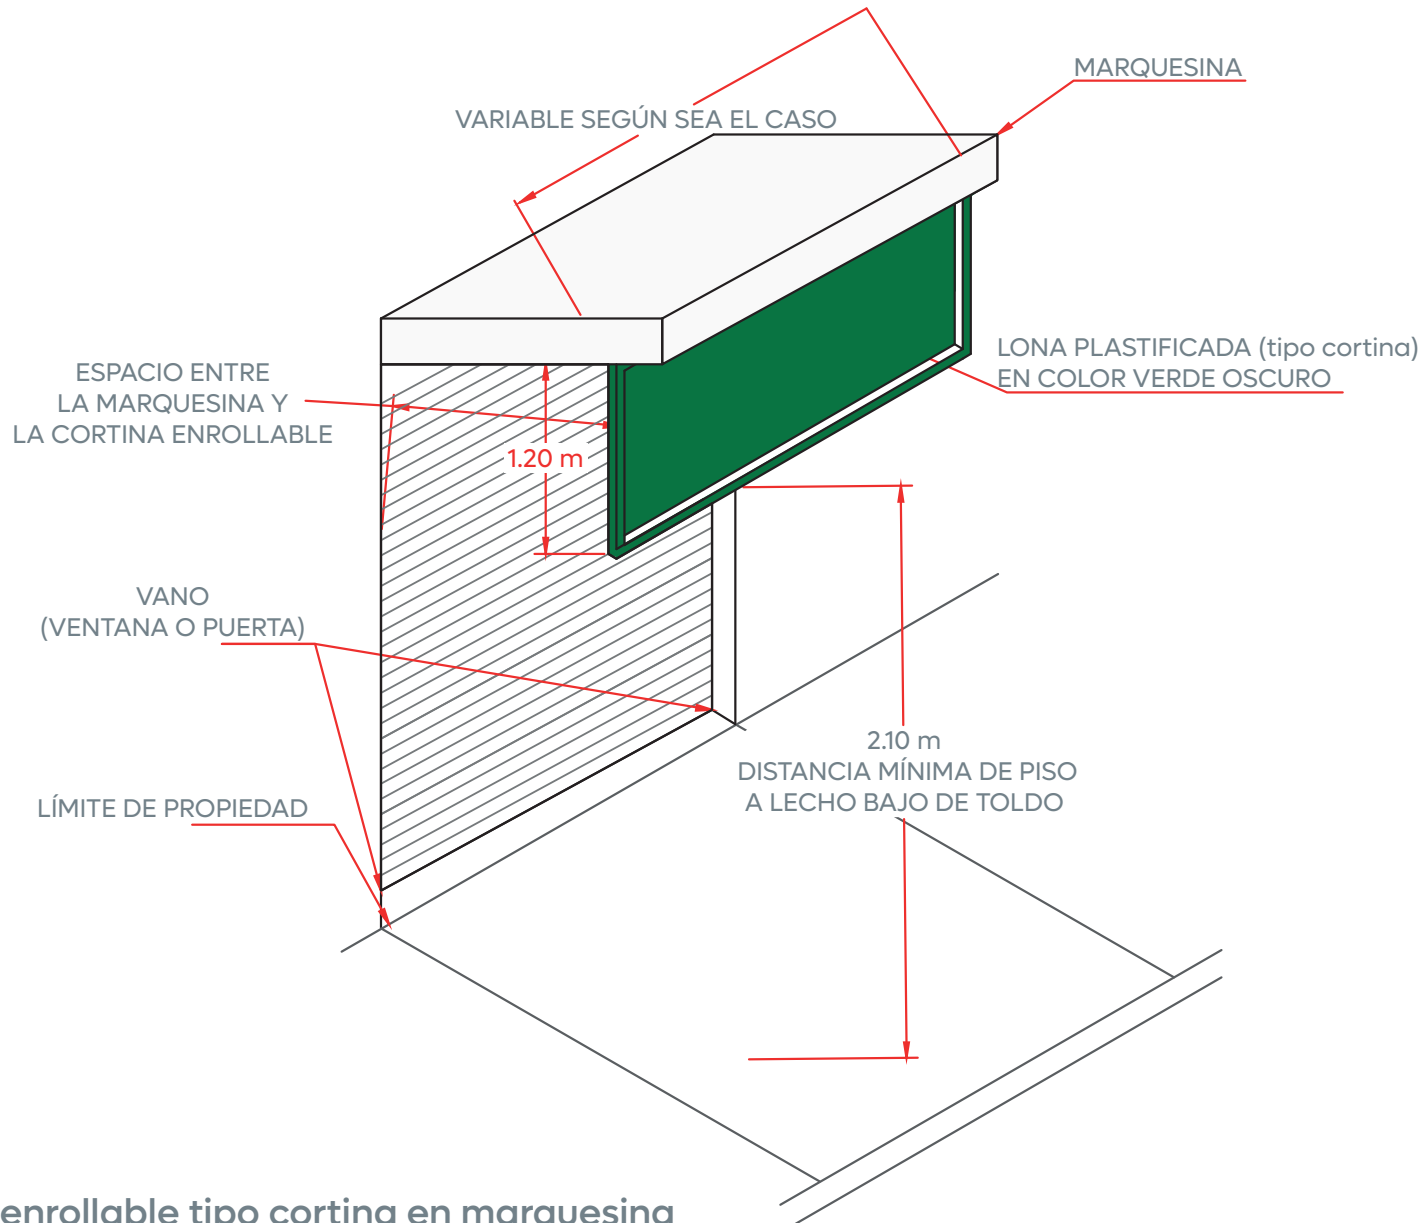 MARQUESINA
VARIABLE SEGÚN SEA EL CASO
LONA PLASTIFICADA (tipo cortina)
EN COLOR VERDE OSCURO
ESPACIO ENTRE
LA MARQUESINA Y
LA CORTINA ENROLLABLE
1.20 m
VANO
(VENTANA O PUERTA)
2.10 m
DISTANCIA MÍNIMA DE PISO
A LECHO BAJO DE TOLDO
LÍMITE DE PROPIEDAD
enrollable tipo cortina en marquesina